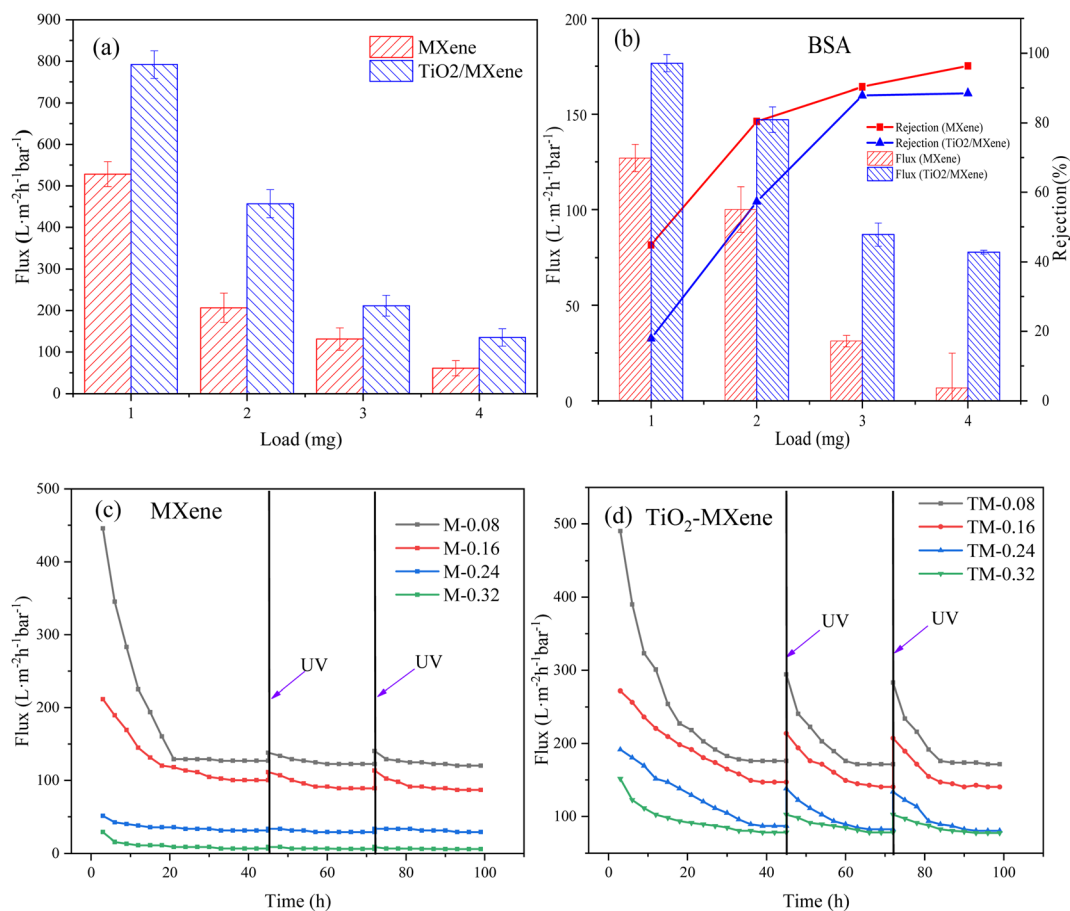 (a)
MXene
TiO2/MXene
900
800
700
600
500
400
300
200
100
0
Flux (L·m⁻²h⁻¹bar⁻¹)
1 2 3 4
Load (mg)
(b)
BSA
Rejection (MXene)
Rejection (TiO2/MXene)
Flux (MXene)
Flux (TiO2/MXene)
200
150
100
50
0
Flux (L·m⁻²h⁻¹bar⁻¹)
100
80
60
40
20
0
Rejection(%)
1 2 3 4
Load (mg)
(c)
MXene
M-0.08
M-0.16
M-0.24
M-0.32
UV
UV
500
400
300
200
100
0
Flux (L·m⁻²h⁻¹bar⁻¹)
0 20 40 60 80 100
Time (h)
(d)
TiO₂-MXene
TM-0.08
TM-0.16
TM-0.24
TM-0.32
UV
UV
500
400
300
200
100
Flux (L·m⁻²h⁻¹bar⁻¹)
0 20 40 60 80 100
Time (h)